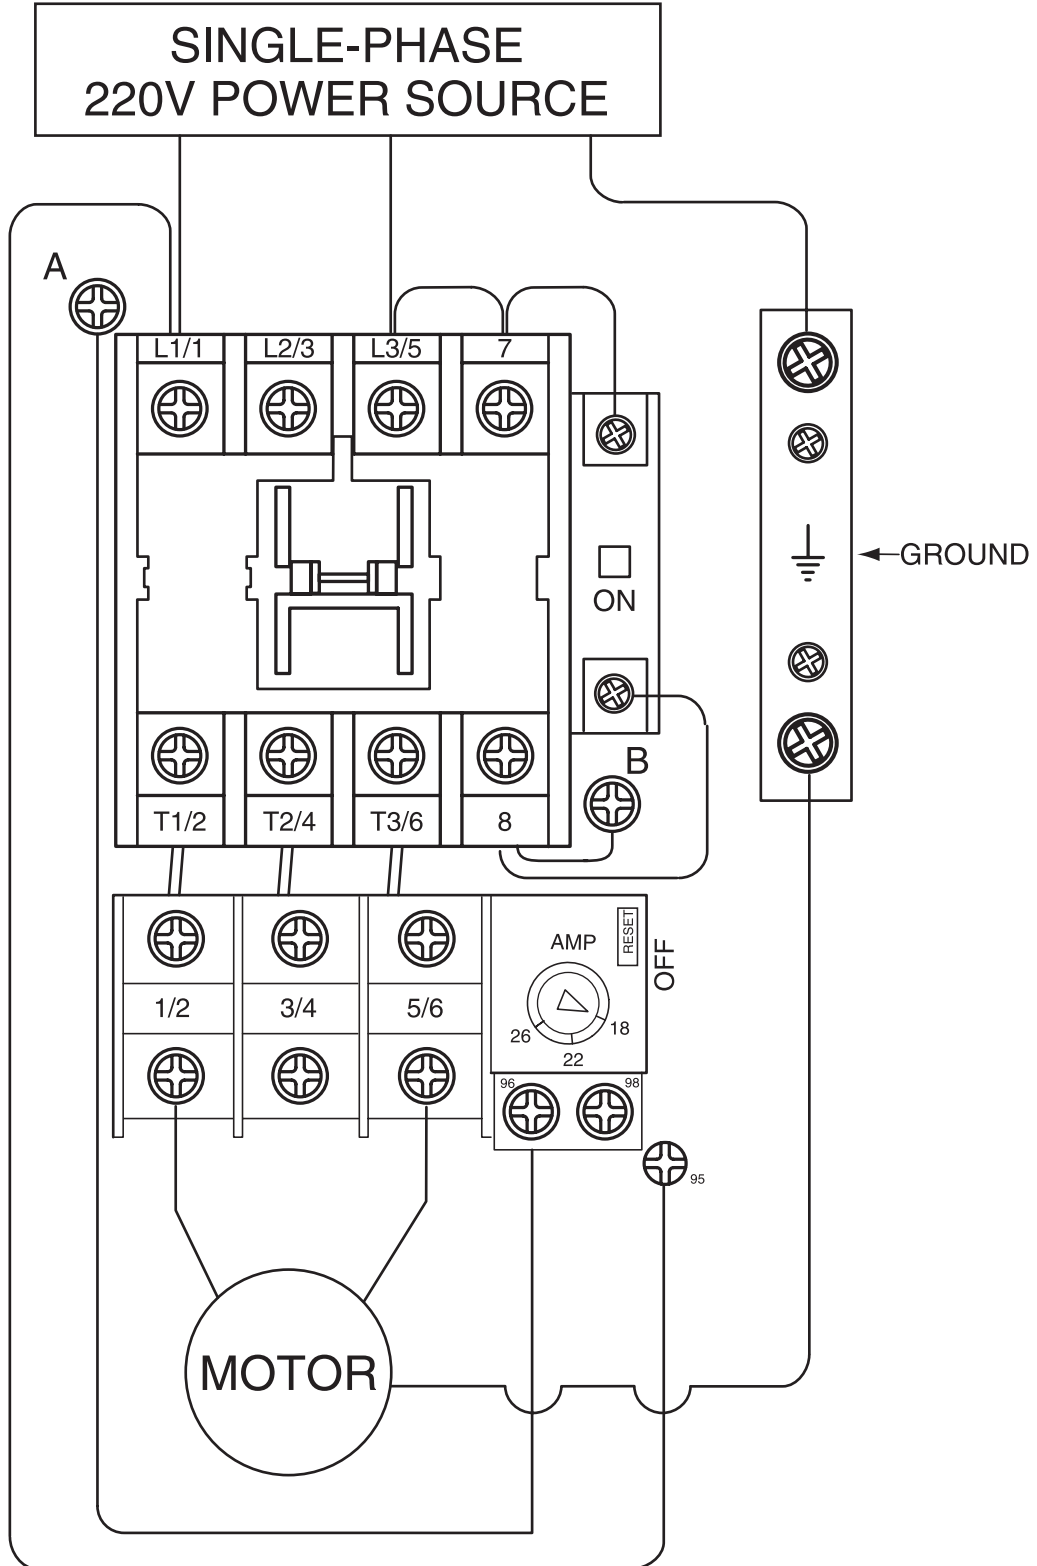 SINGLE-PHASE
220V POWER SOURCE
A
L1/1 L2/3 L3/5 7
GROUND
ON
B
T1/2 T2/4 T3/6 8
RESET
AMP
OFF
1/2 3/4 5/6
26 18
22
96 98
95
MOTOR